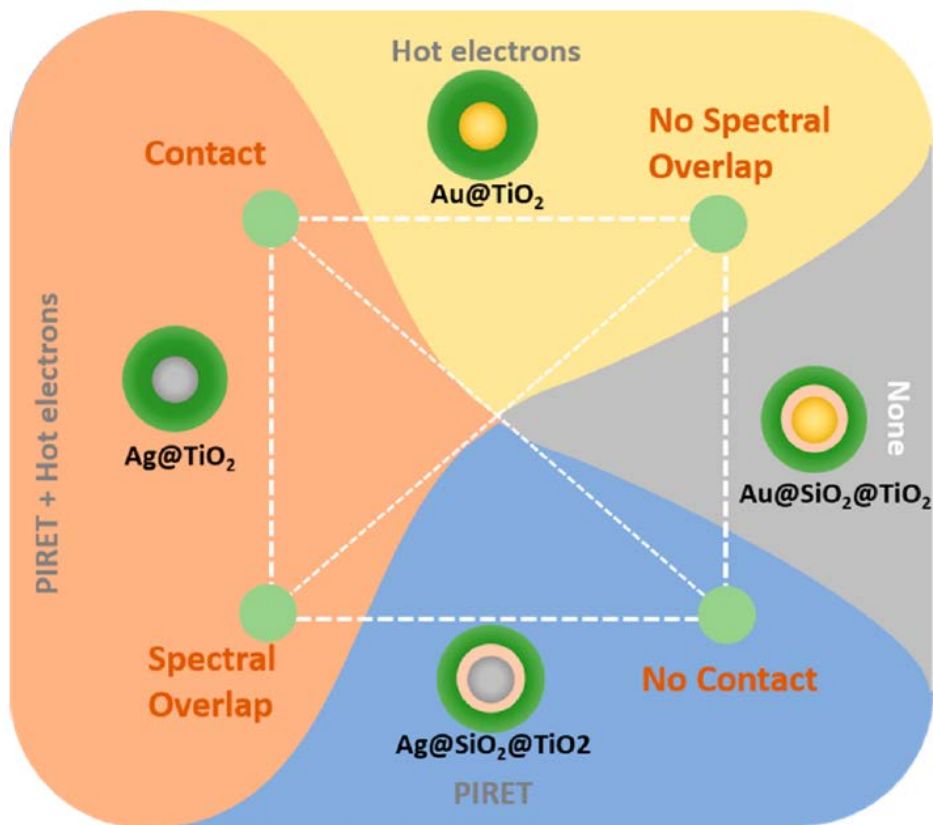 Hot electrons
Contact
No Spectral
Overlap
Au@TiO₂
PIRET + Hot electrons
Ag@TiO₂
None
Au@SiO₂@TiO₂
Spectral
Overlap
No Contact
Ag@SiO₂@TiO2
PIRET